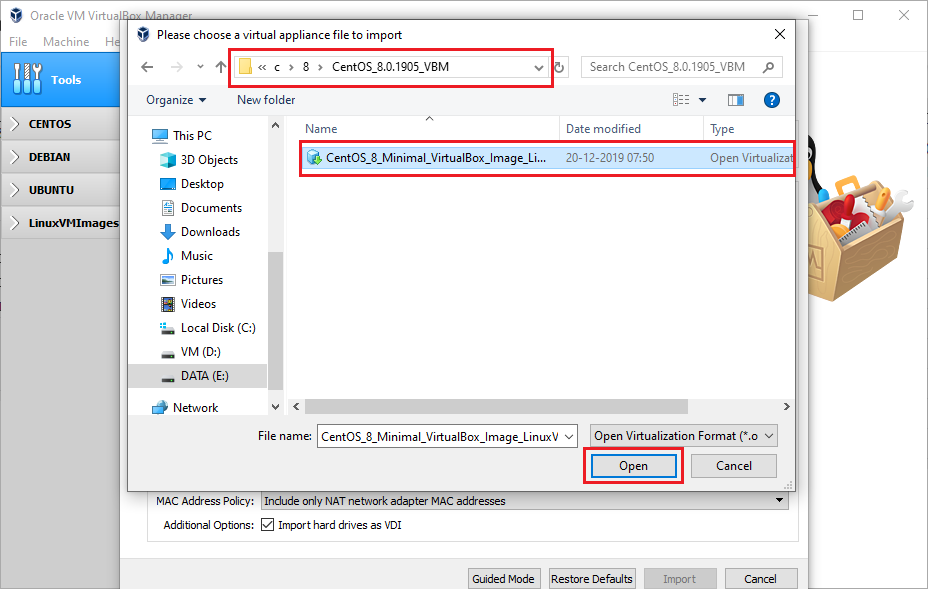 Oracle VM VirtualBox Manager
File Machine He
Please choose a virtual appliance file to import
« c > 8 > CentOS_8.0.1905_VBM
Search CentOS_8.0.1905_VBM
Organize
New folder
Tools
CENTOS
DEBIAN
UBUNTU
LinuxVMImages
This PC
3D Objects
Desktop
Documents
Downloads
Music
Pictures
Videos
Local Disk (C:)
VM (D:)
DATA (E:)
Network
Name Date modified Type
CentOS_8_Minimal_VirtualBox_Image_Li... 20-12-2019 07:50 Open Virtualizat
File name: CentOS_8_Minimal_VirtualBox_Image_LinuxV
Open Virtualization Format (*.o
Open
Cancel
MAC Address Policy: Include only NAT network adapter MAC addresses
Additional Options: Import hard drives as VDI
Guided Mode Restore Defaults Import Cancel